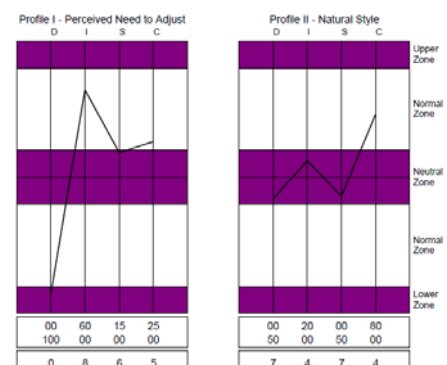 Profile I - Perceived Need to Adjust
D I S C
Profile II - Natural Style
D I S C
Upper
Zone
Normal
Zone
Neutral
Zone
Normal
Zone
Lower
Zone
00 60 15 25
100 00 00 00
0 8 6 5
00 20 00 80
50 00 50 00
7 4 7 4